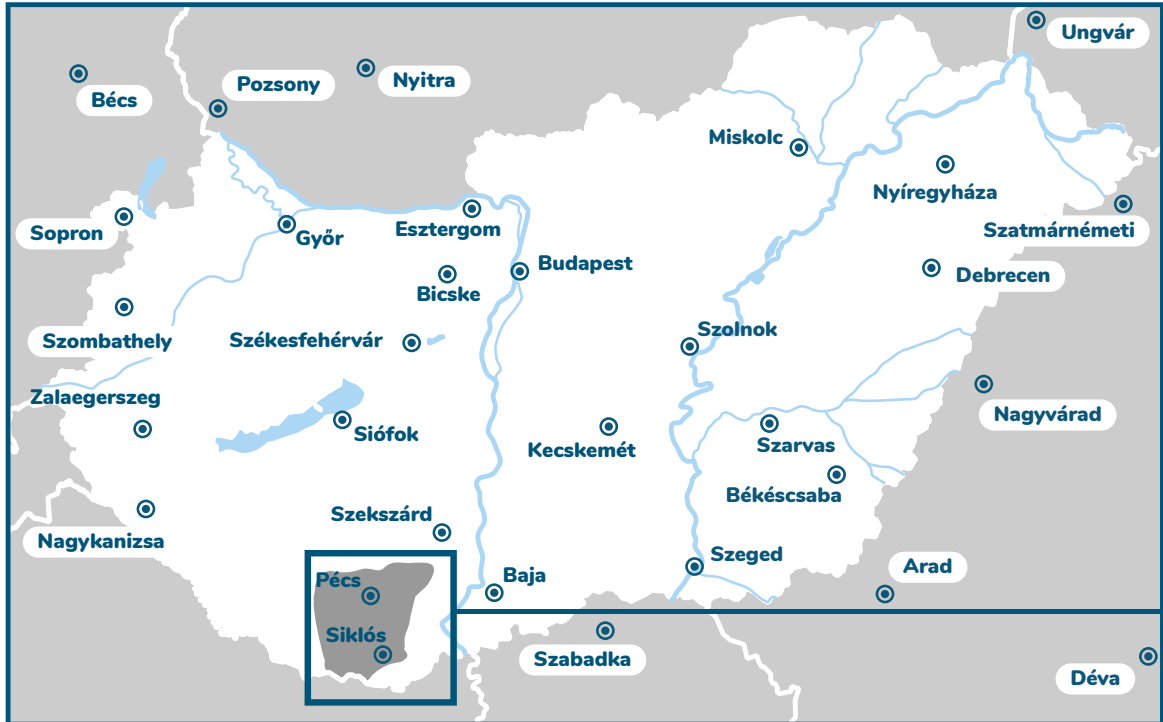 Ungvár
Nyitra
Pozsony
Bécs
Miskolc
Nyíregyháza
Szatmárnémeti
Esztergom
Sopron
Győr
Budapest
Debrecen
Bicske
Szolnok
Székesfehérvár
Szombathely
Zalaegerszeg
Nagyvárad
Siófok
Szarvas
Kecskemét
Békéscsaba
Szekszárd
Nagykanizsa
Szeged
Arad
Baja
Pécs
Siklós
Szabadka
Déva